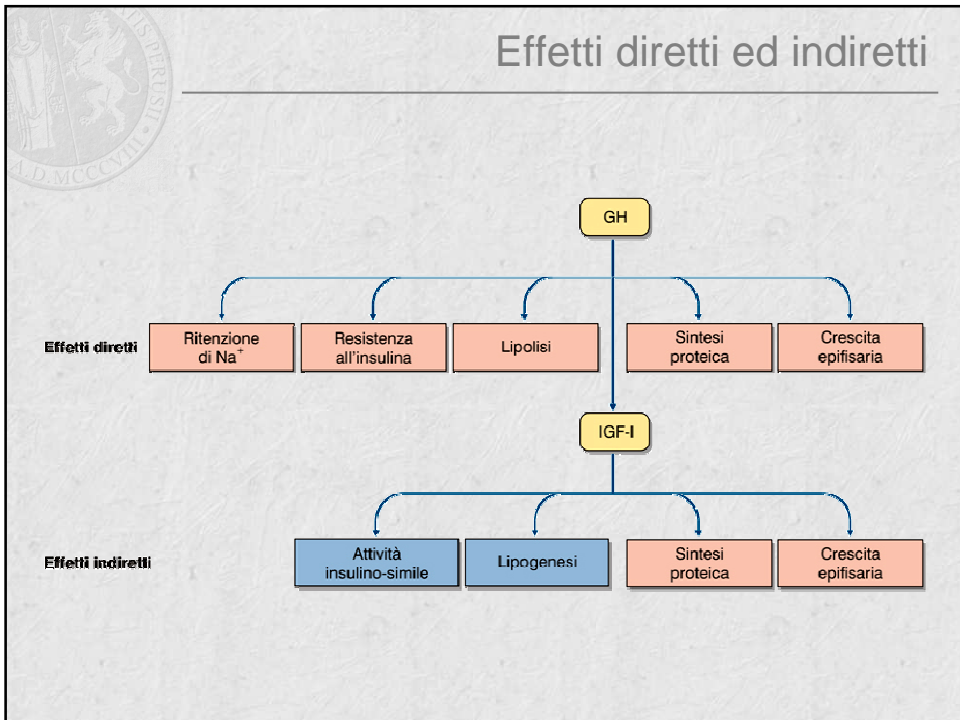 Effetti diretti ed indiretti
A.D. MCCCVIII
GH
Effetti diretti
Ritenzione
di Na⁺
Resistenza
all'insulina
Lipolisi
Sintesi
proteica
Crescita
epifisaria
IGF-I
Effetti indiretti
Attività
insulino-simile
Lipogenesi
Sintesi
proteica
Crescita
epifisaria